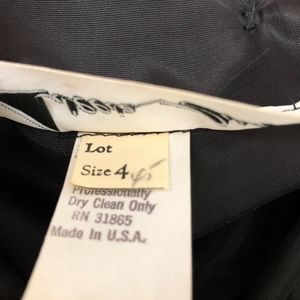 Lot
Size 4
Professionally
Dry Clean Only
RN 31865
Made In U.S.A.